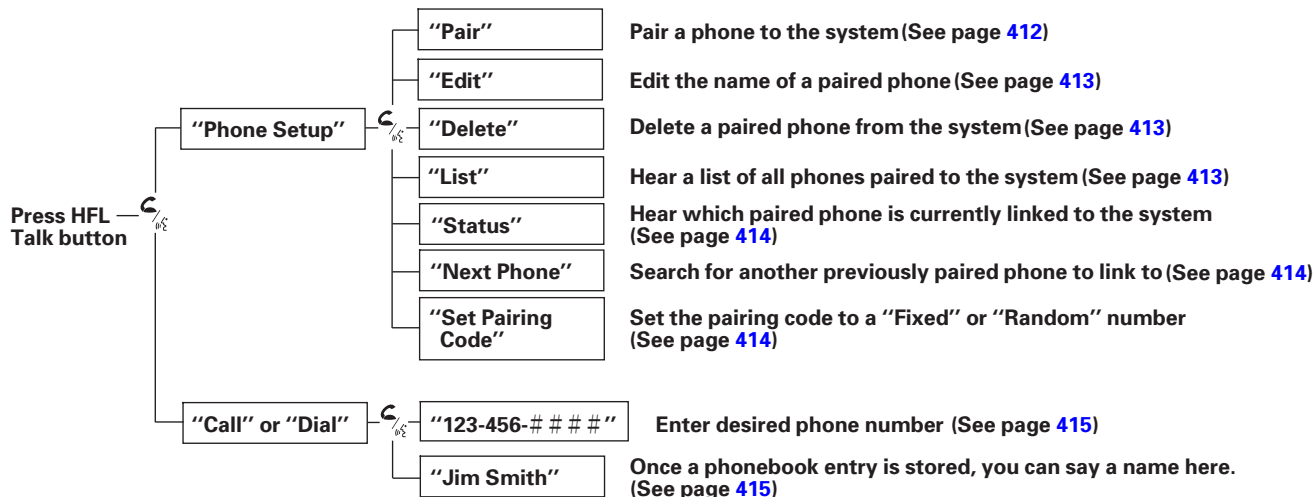 "Pair" Pair a phone to the system (See page 412)
"Edit" Edit the name of a paired phone (See page 413)
"Phone Setup" "Delete" Delete a paired phone from the system (See page 413)
"List" Hear a list of all phones paired to the system (See page 413)
Press HFL
Talk button
"Status" Hear which paired phone is currently linked to the system
(See page 414)
"Next Phone" Search for another previously paired phone to link to (See page 414)
"Set Pairing
Code"
Set the pairing code to a "Fixed" or "Random" number
(See page 414)
"Call" or "Dial" "123-456-####" Enter desired phone number (See page 415)
"Jim Smith" Once a phonebook entry is stored, you can say a name here.
(See page 415)